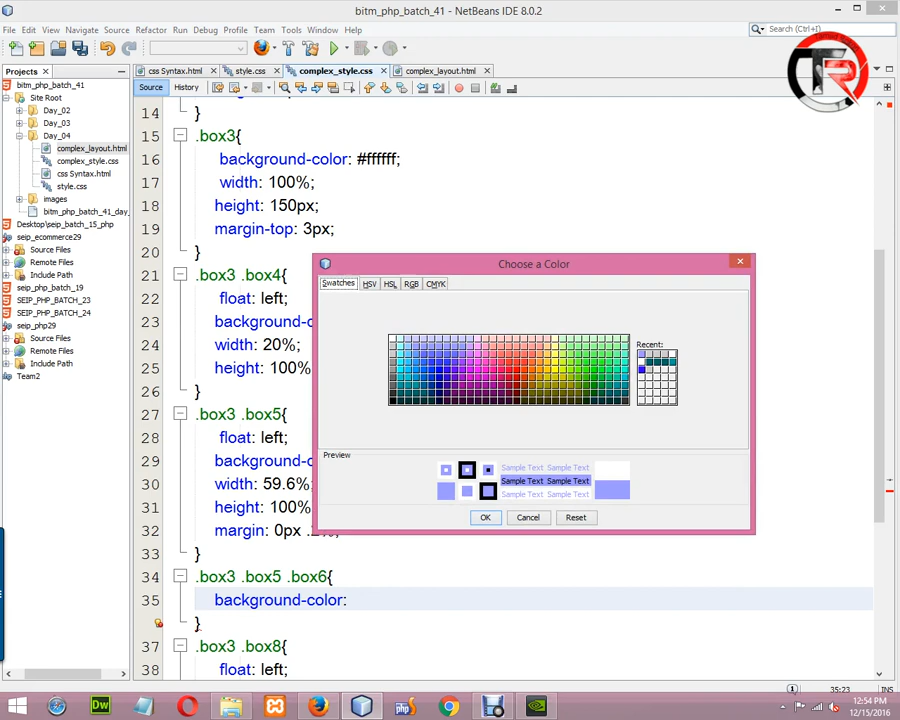 bitm_php_batch_41 - NetBeans IDE 8.0.2
File Edit View Navigate Source Refactor Run Debug Profile Team Tools Window Help
Search (Ctrl+I)
Projects
css Syntax.html style.css complex_style.css complex_layout.html
Source History
TR
bitm_php_batch_41
Site Root
Day_02
Day_03
Day_04
complex_layout.html
complex_style.css
css Syntax.html
style.css
images
bitm_php_batch_41_day_
Desktop\seip_batch_15_php
seip_ecommerce29
Source Files
Remote Files
Include Path
seip_php_batch_19
SEIP_PHP_BATCH_23
SEIP_PHP_BATCH_24
seip_php29
Source Files
Remote Files
Include Path
Team2
14 }
15 .box3{
16 background-color: #ffffff;
17 width: 100%;
18 height: 150px;
19 margin-top: 3px;
20 }
21 .box3 .box4{
22 float: left;
23 background-c
24 width: 20%;
25 height: 100%
26 }
27 .box3 .box5{
28 float: left;
29 background-c
30 width: 59.6%;
31 height: 100%
32 margin: 0px .2%;
33 }
34 .box3 .box5 .box6{
35 background-color:
}
37 .box3 .box8{
38 float: left;
Choose a Color
Swatches HSV HSL RGB CMYK
Recent:
Preview
Sample Text Sample Text
Sample Text Sample Text
Sample Text Sample Text
OK Cancel Reset
1 35:23 INS
Dw php
12:54 PM
12/15/2016